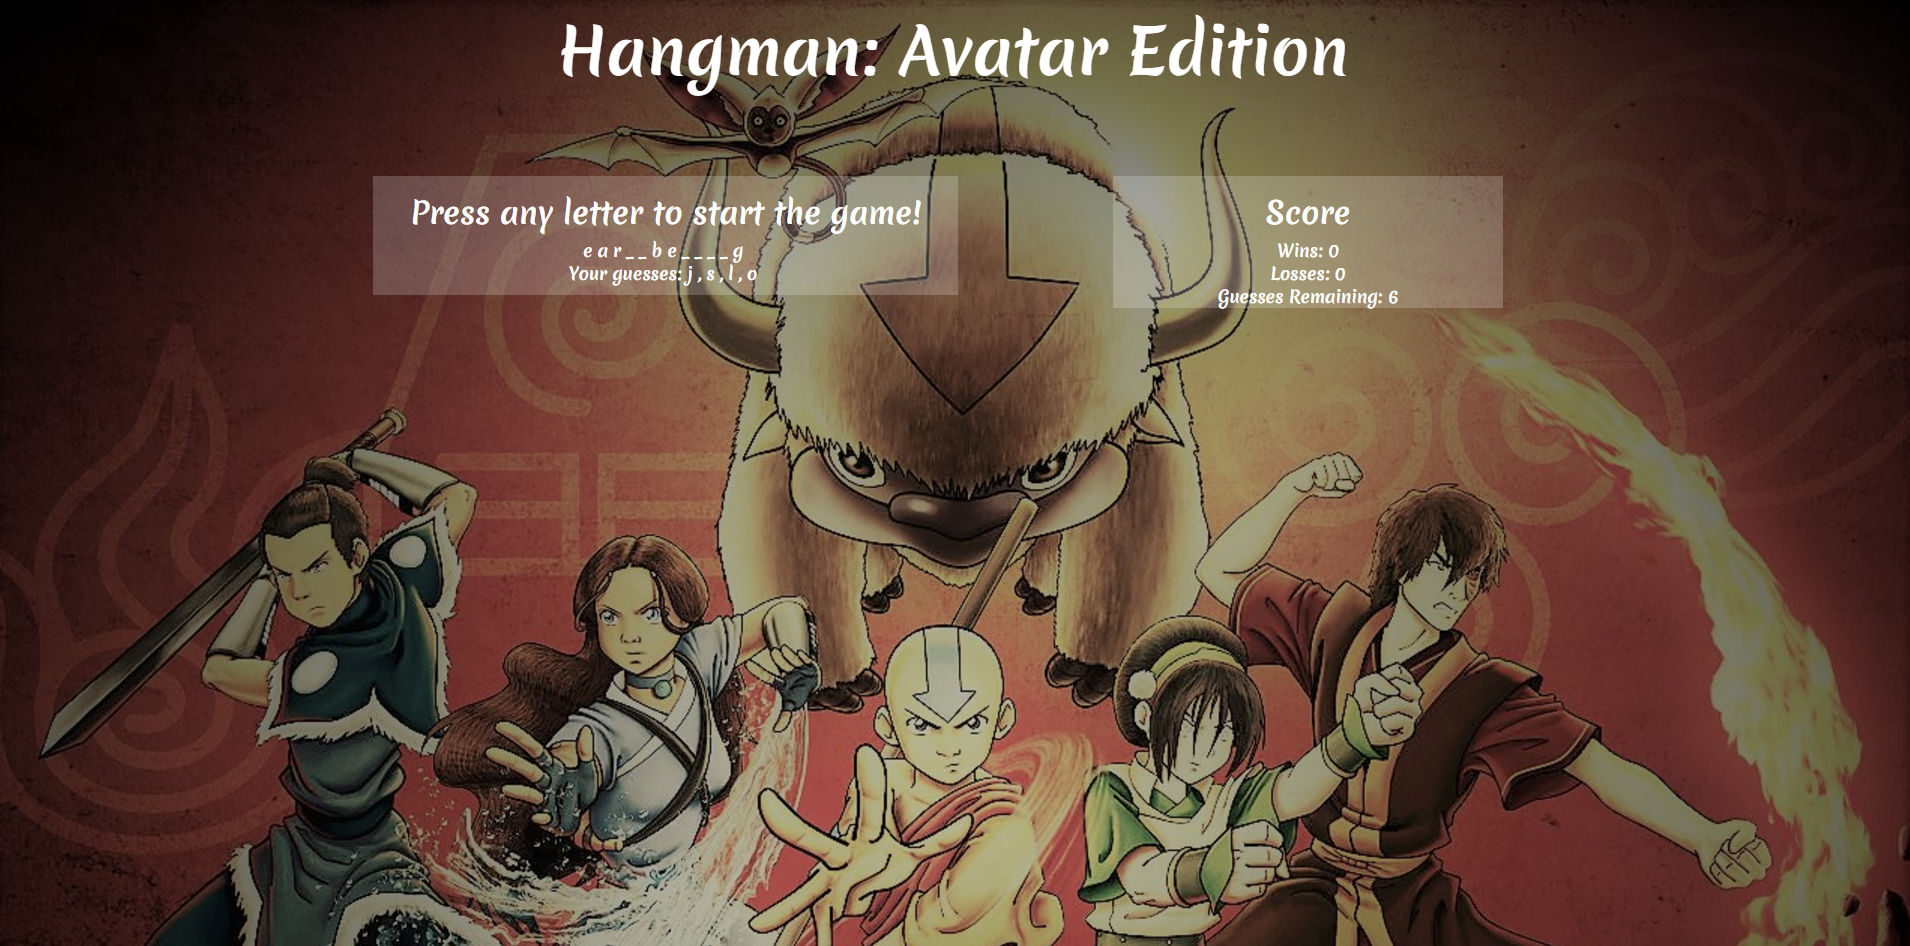 Hangman: Avatar Edition
Press any letter to start the game!
e a r _ _ b e _ _ _ _ g
Your guesses: j , s , l , o
Score
Wins: 0
Losses: 0
Guesses Remaining: 6